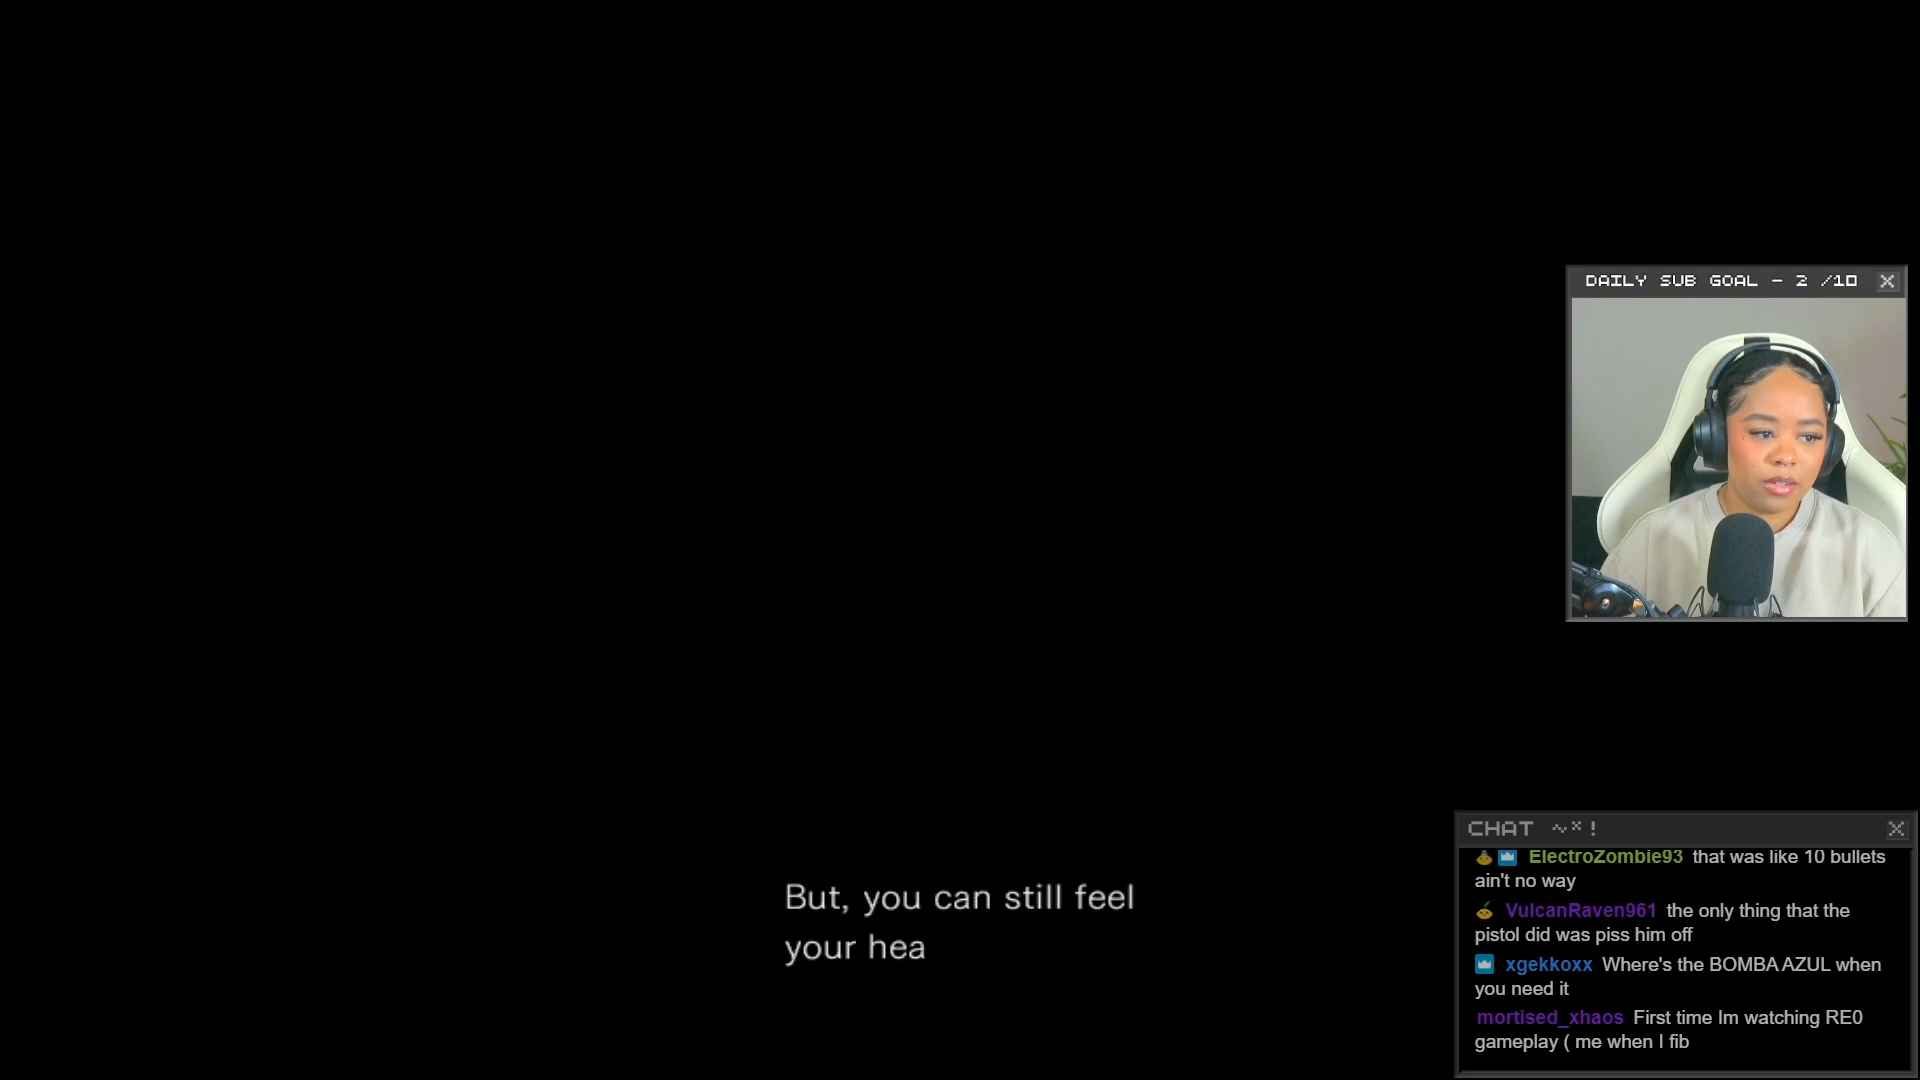 DAILY SUB GOAL - 2 /10
But, you can still feel
your hea
CHAT ~* !
ElectroZombie93 that was like 10 bullets
ain't no way
VulcanRaven961 the only thing that the
pistol did was piss him off
xgekkoxx Where's the BOMBA AZUL when
you need it
mortised_xhaos First time Im watching RE0
gameplay ( me when I fib